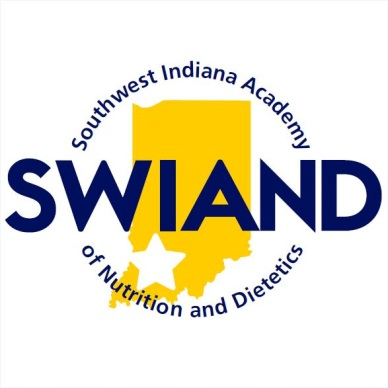 Southwest Indiana Academy
SWIAND
of Nutrition and Dietetics